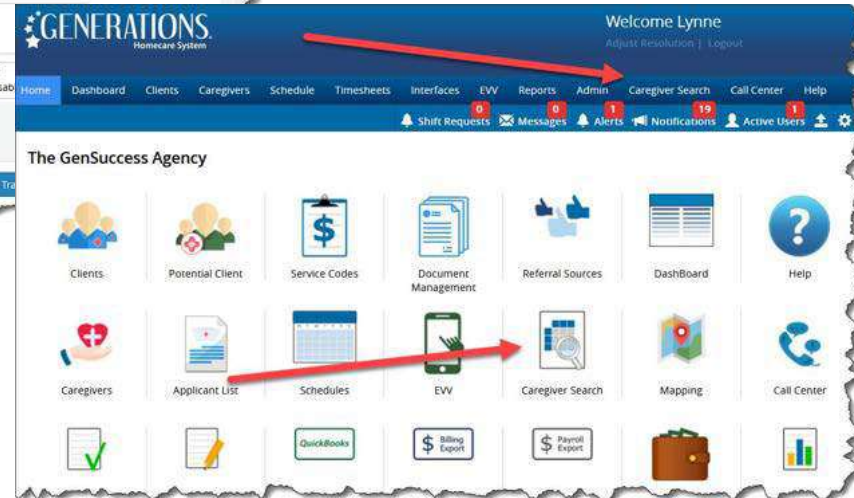 GENERATIONS.
Homecare System
Welcome Lynne
Adjust Resolution | Logout
Home Dashboard Clients Caregivers Schedule Timesheets Interfaces EVV Reports Admin Caregiver Search Call Center Help
0 0 1 19 1
Shift Requests Messages Alerts Notifications Active Users
The GenSuccess Agency
$
?
Clients Potential Client Service Codes Document Management Referral Sources DashBoard Help
Caregivers Applicant List Schedules EVV Caregiver Search Mapping Call Center
QuickBooks $ Billing Export $ Payroll Export